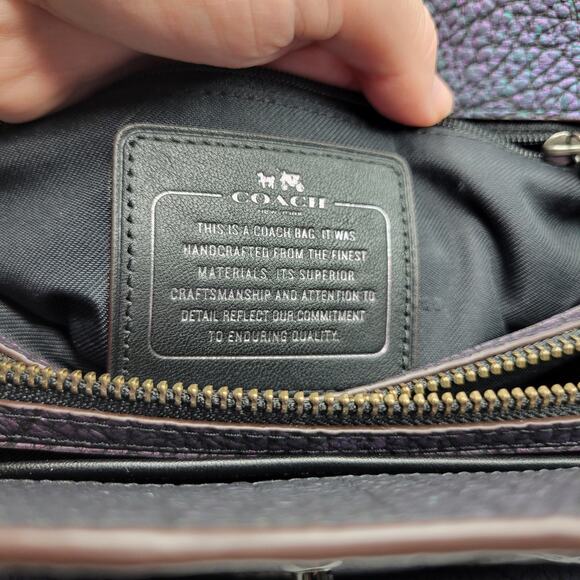 COACH
NEW YORK
THIS IS A COACH BAG. IT WAS
HANDCRAFTED FROM THE FINEST
MATERIALS. ITS SUPERIOR
CRAFTSMANSHIP AND ATTENTION TO
DETAIL REFLECT OUR COMMITMENT
TO ENDURING QUALITY.